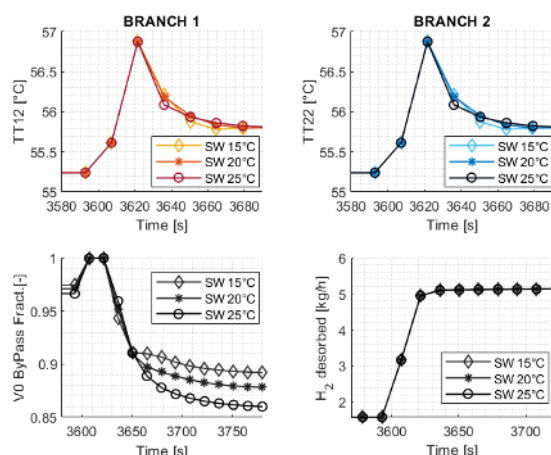 BRANCH 1
57
56.5
56
55.5
55
TT12 [°C]
SW 15°C
SW 20°C
SW 25°C
3580 3600 3620 3640 3660 3680
Time [s]
BRANCH 2
57
56.5
56
55.5
55
TT22 [°C]
SW 15°C
SW 20°C
SW 25°C
3580 3600 3620 3640 3660 3680
Time [s]
1
0.95
0.9
0.85
V0 ByPass Fract.[-]
SW 15°C
SW 20°C
SW 25°C
3600 3650 3700 3750
Time [s]
6
5
4
3
2
H2 desorbed [kg/h]
SW 15°C
SW 20°C
SW 25°C
3600 3650 3700
Time [s]